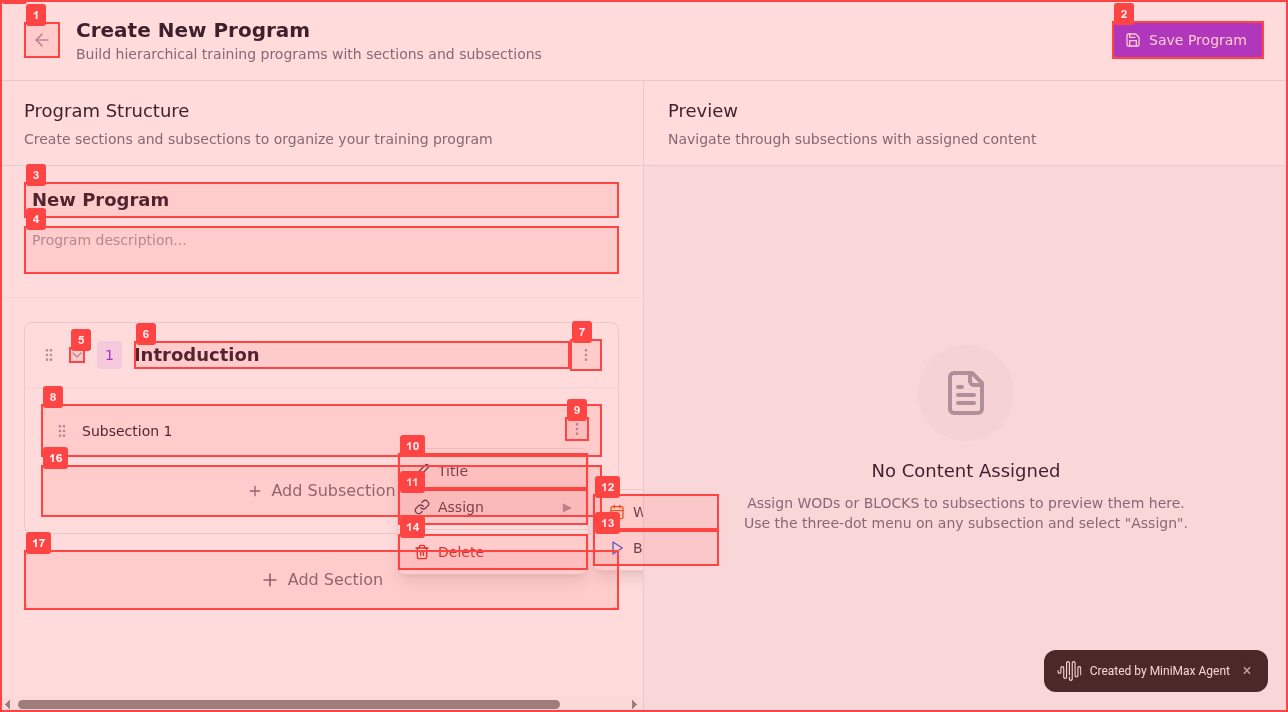 1
Create New Program
Build hierarchical training programs with sections and subsections
2
Save Program
Program Structure
Create sections and subsections to organize your training program
Preview
Navigate through subsections with assigned content
3
New Program
4
Program description...
5
6
7
1
Introduction
8
9
Subsection 1
10
Title
16
Add Subsection
11
Assign
12
W
13
B
14
Delete
17
Add Section
No Content Assigned
Assign WODs or BLOCKS to subsections to preview them here.
Use the three-dot menu on any subsection and select "Assign".
Created by MiniMax Agent ×